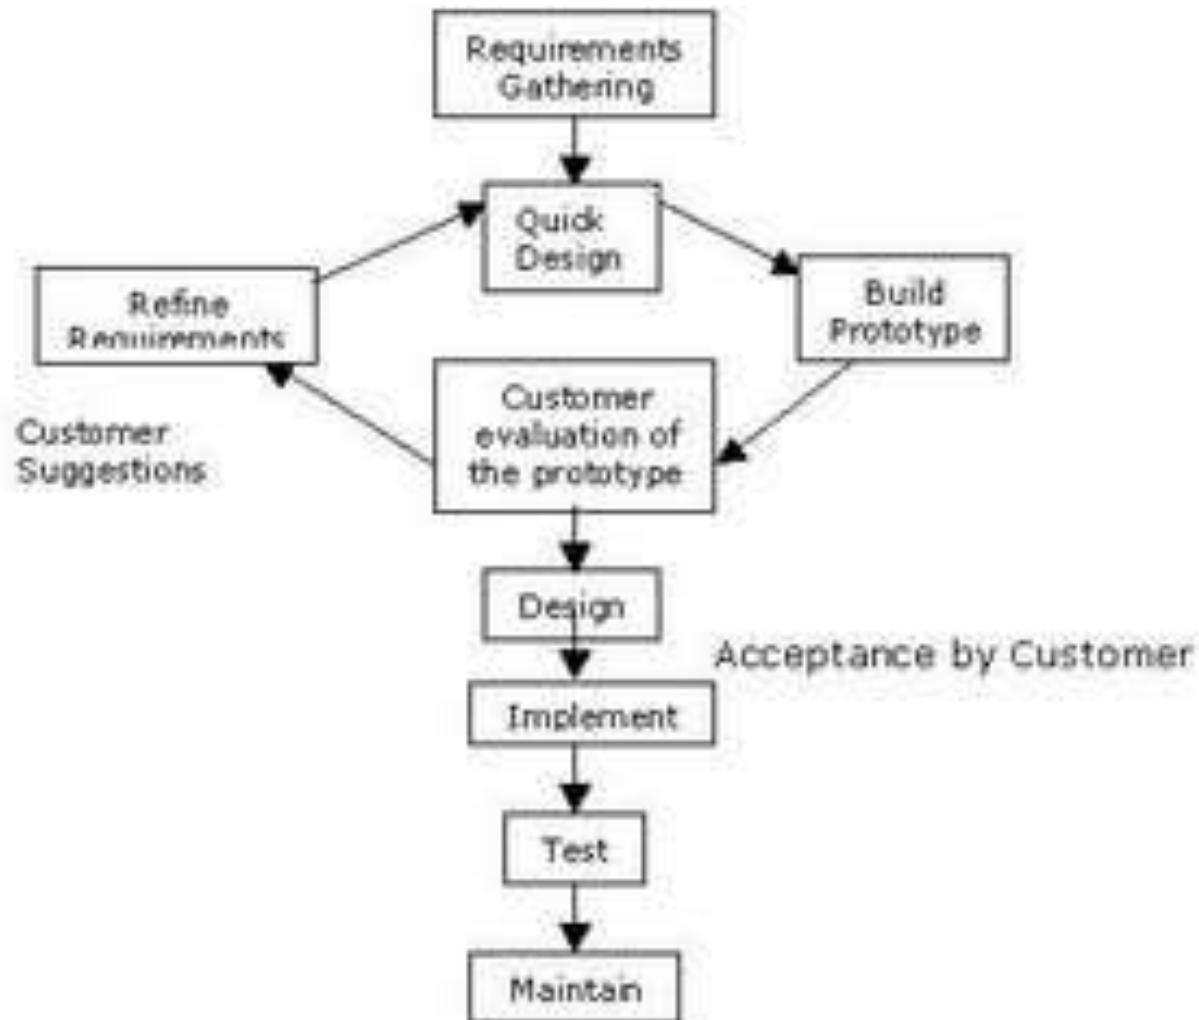 Requirements
Gathering
Quick
Design
Build
Prototype
Refine
Requirements
Customer
evaluation of
the prototype
Customer
Suggestions
Design
Acceptance by Customer
Implement
Test
Maintain